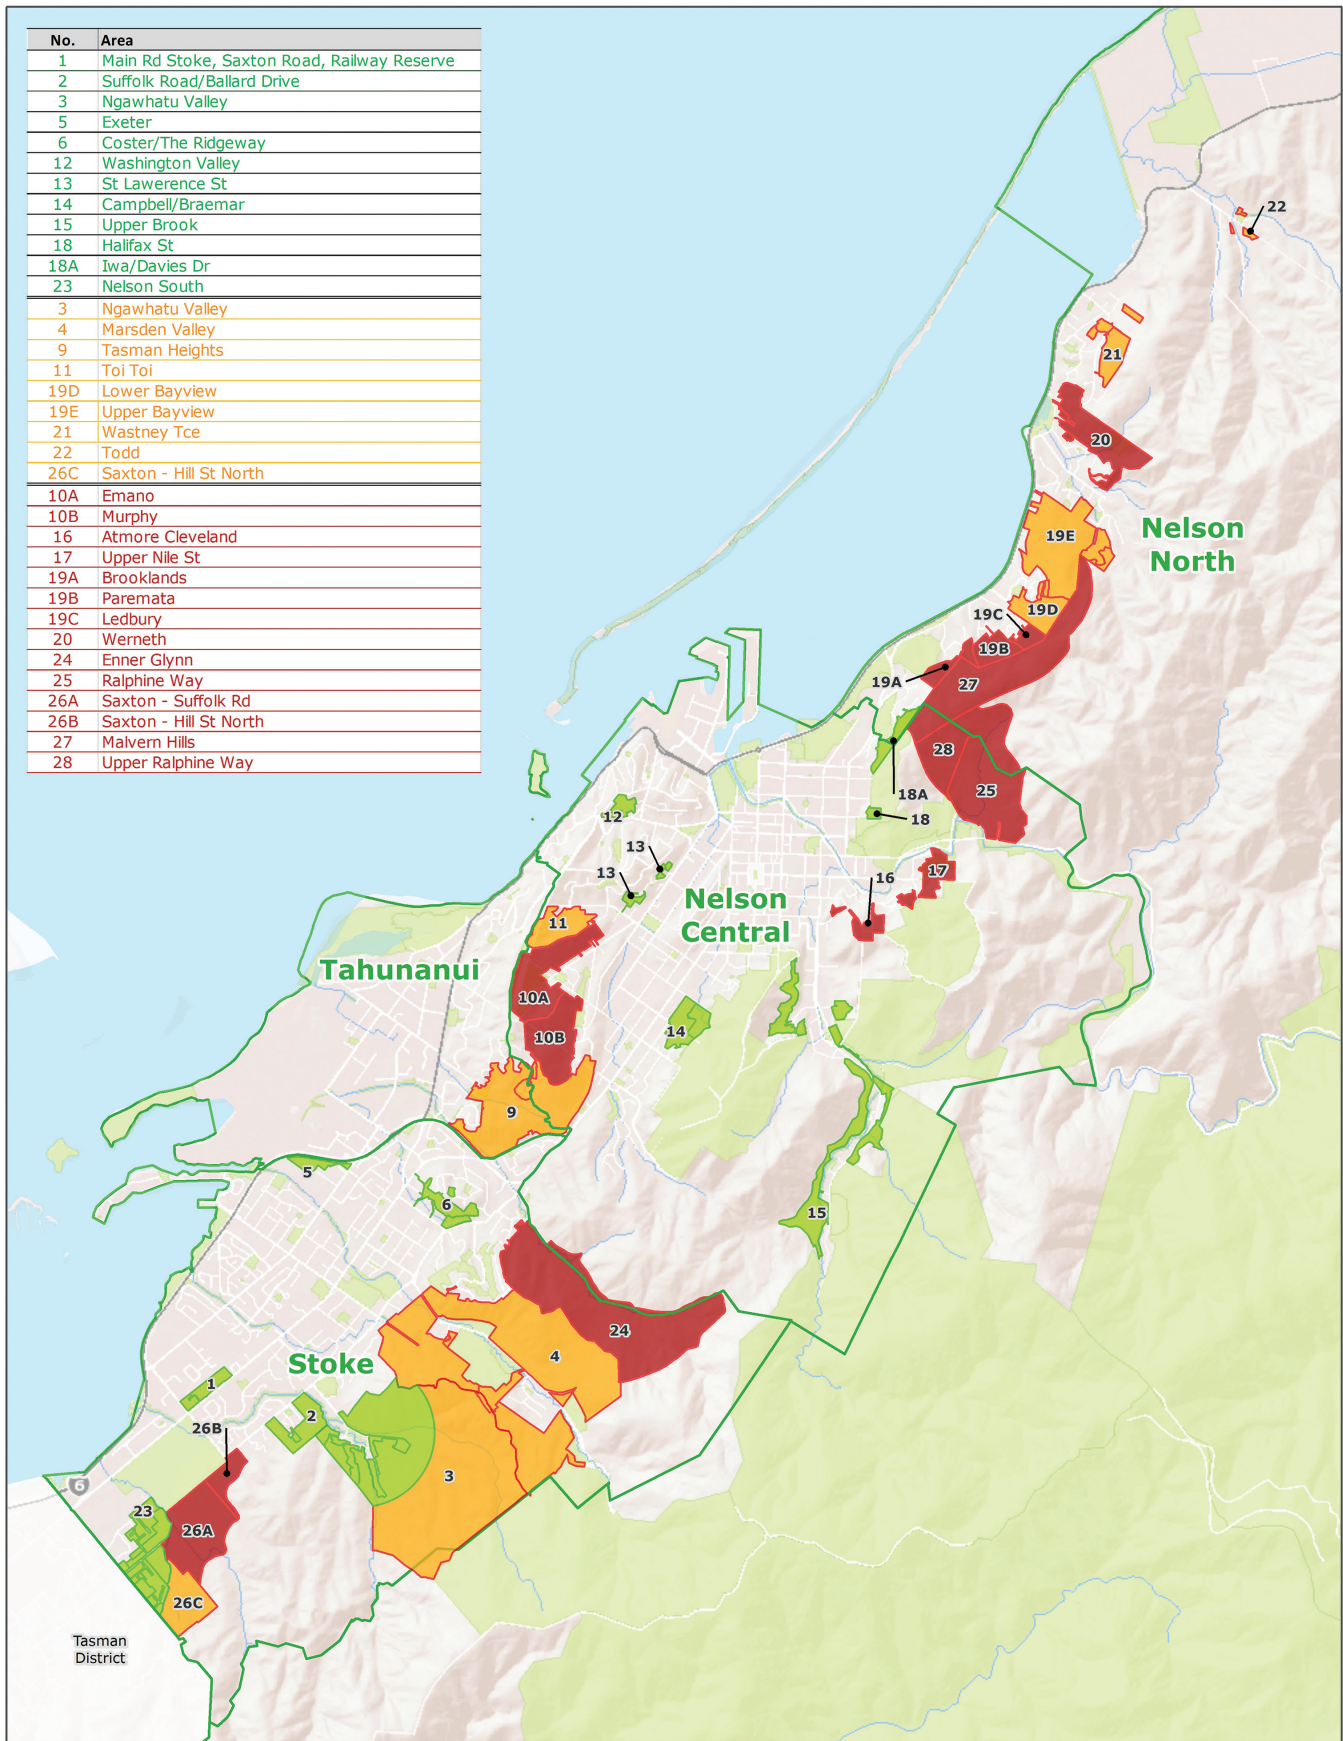 No. Area
1 Main Rd Stoke, Saxton Road, Railway Reserve
2 Suffolk Road/Ballard Drive
3 Ngawhatu Valley
5 Exeter
6 Coster/The Ridgeway
12 Washington Valley
13 St Lawerence St
14 Campbell/Braemar
15 Upper Brook
18 Halifax St
18A Iwa/Davies Dr
23 Nelson South
3 Ngawhatu Valley
4 Marsden Valley
9 Tasman Heights
11 Toi Toi
19D Lower Bayview
19E Upper Bayview
21 Wastney Tce
22 Todd
26C Saxton - Hill St North
10A Emano
10B Murphy
16 Atmore Cleveland
17 Upper Nile St
19A Brooklands
19B Paremata
19C Ledbury
20 Werneth
24 Enner Glynn
25 Ralphine Way
26A Saxton - Suffolk Rd
26B Saxton - Hill St North
27 Malvern Hills
28 Upper Ralphine Way
22
21
20
Nelson
North
19E
19D
19C
19B
19A
27
28
25
18A
18
12
13
13
16
17
Nelson
Central
11
Tahunanui
10A
10B
14
9
5
6
15
24
4
Stoke
1
2
26B
3
6
23
26A
26C
Tasman
District